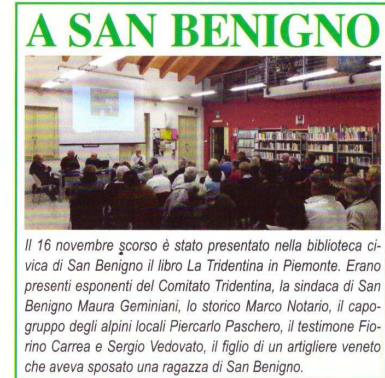 A SAN BENIGNO
Il 16 novembre scorso è stato presentato nella biblioteca ci-
vica di San Benigno il libro La Tridentina in Piemonte. Erano
presenti esponenti del Comitato Tridentina, la sindaca di San
Benigno Maura Geminiani, lo storico Marco Notario, il capo-
gruppo degli alpini locali Piercarlo Paschero, il testimone Fio-
rino Carrea e Sergio Vedovato, il figlio di un artigliere veneto
che aveva sposato una ragazza di San Benigno.